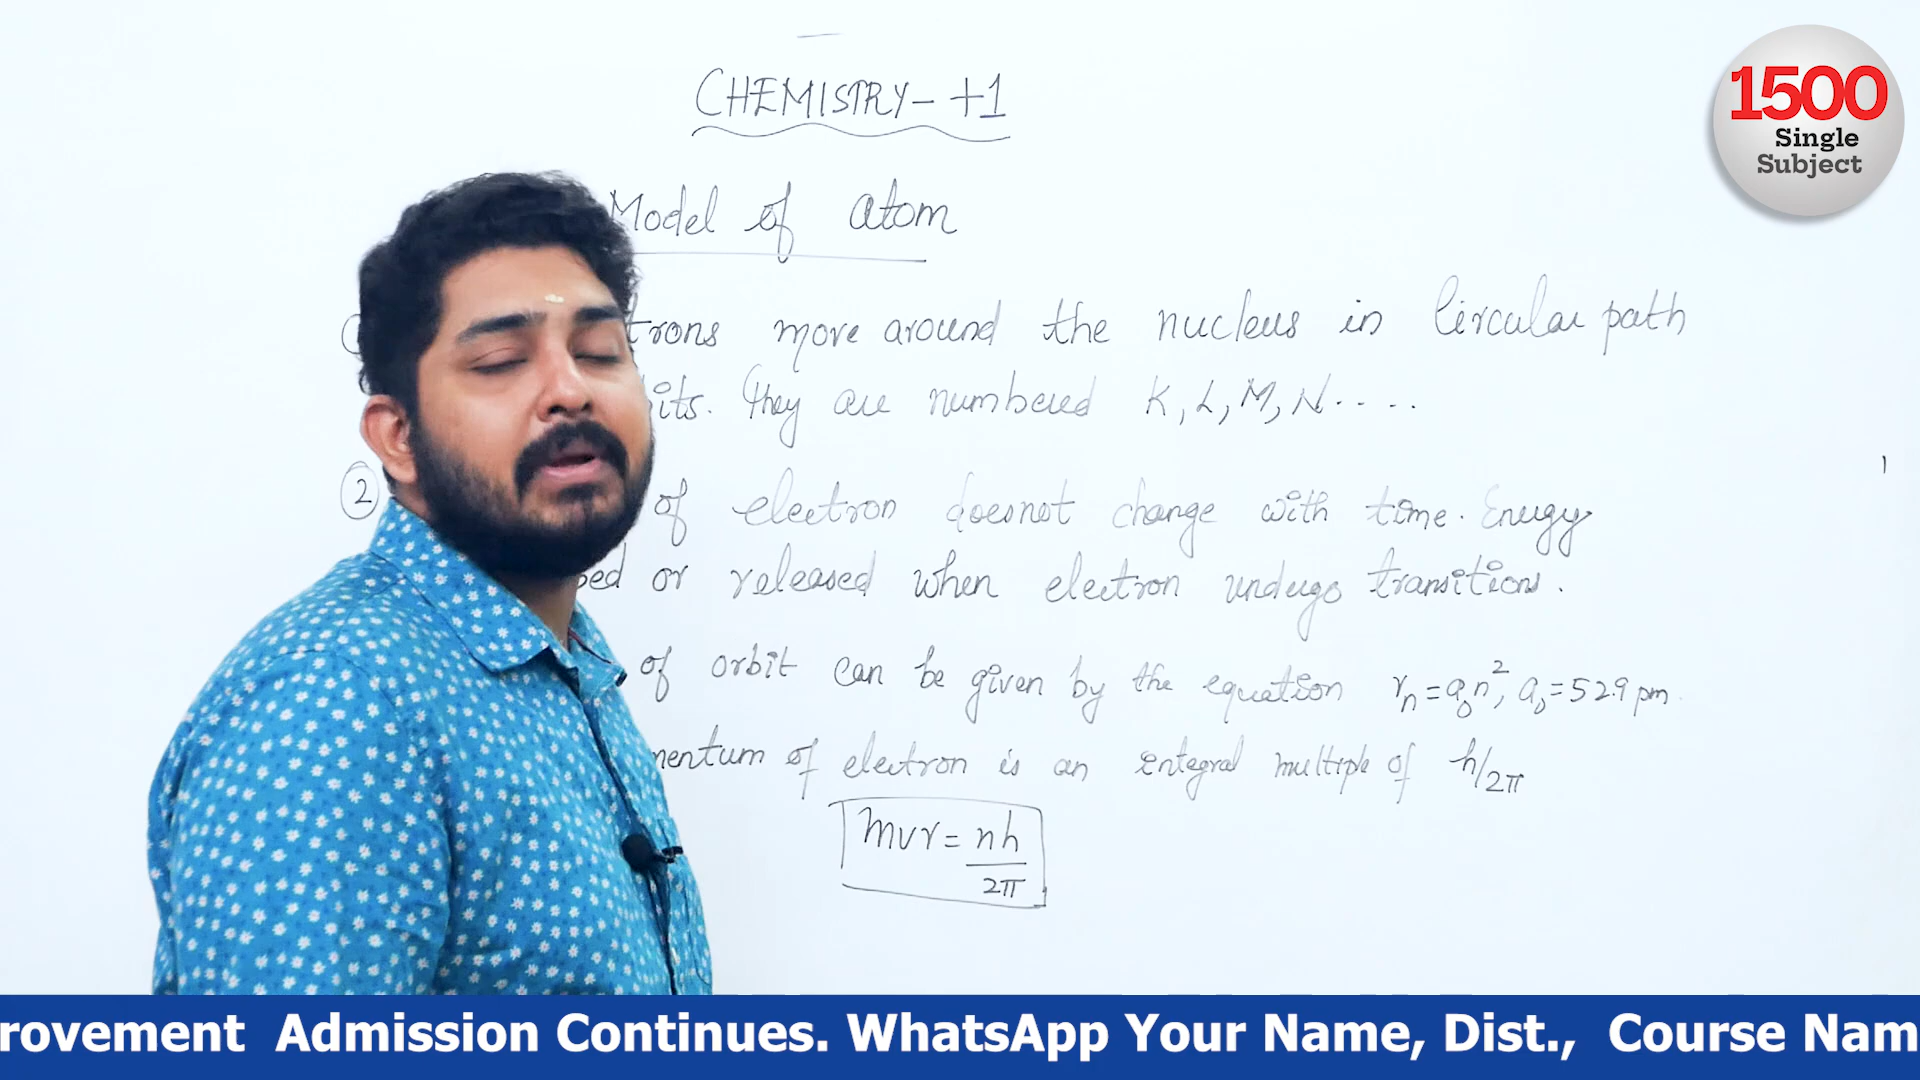 CHEMISTRY - +1
1500
Single
Subject
Model of atom
trons move around the nucleus in Circular path
its. They are numbered K, L, M, N ....
2 of electron doesnot change with time. Energy
bed or released when electron undergo transitions.
of orbit can be given by the equation rₙ = a₀n², a₀ = 52.9 pm.
mentum of electron is an integral multiple of h/2π
mvr = nh/2π
rovement Admission Continues. WhatsApp Your Name, Dist., Course Nam